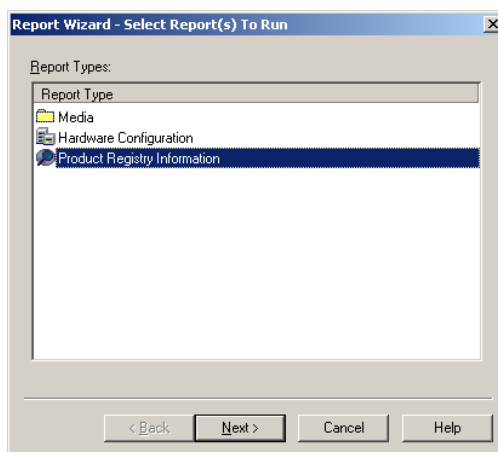 Report Wizard - Select Report(s) To Run
Report Types:
Report Type
Media
Hardware Configuration
Product Registry Information
< Back Next > Cancel Help